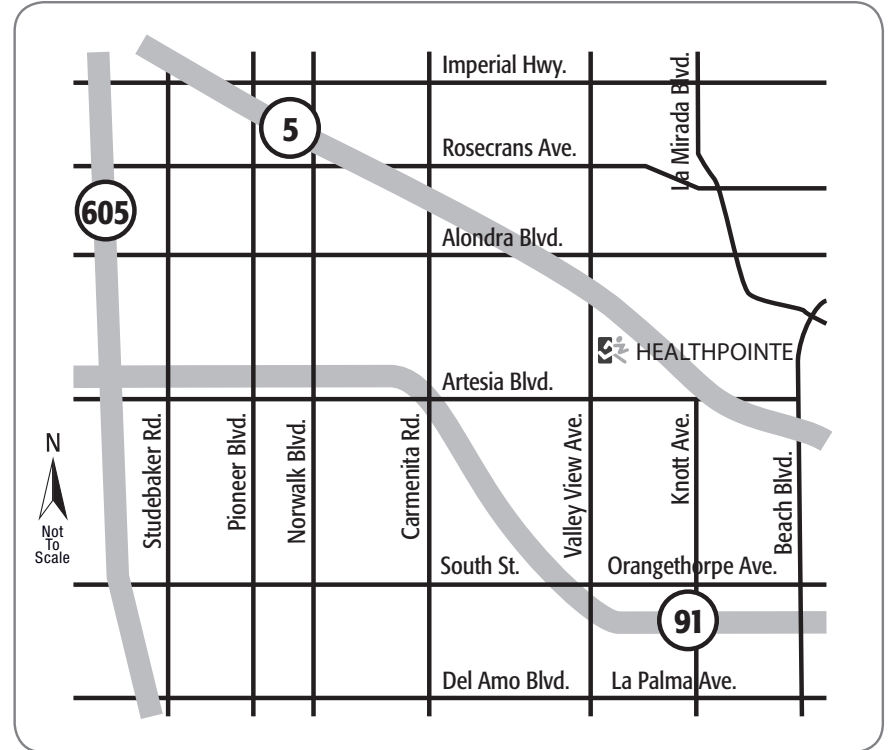 Imperial Hwy.
La Mirada Blvd.
5
Rosecrans Ave.
605
Alondra Blvd.
HEALTHPOINTE
Artesia Blvd.
N
Not
To
Scale
Studebaker Rd.
Pioneer Blvd.
Norwalk Blvd.
Carmenita Rd.
Valley View Ave.
Knott Ave.
Beach Blvd.
South St.
Orangethorpe Ave.
91
Del Amo Blvd.
La Palma Ave.